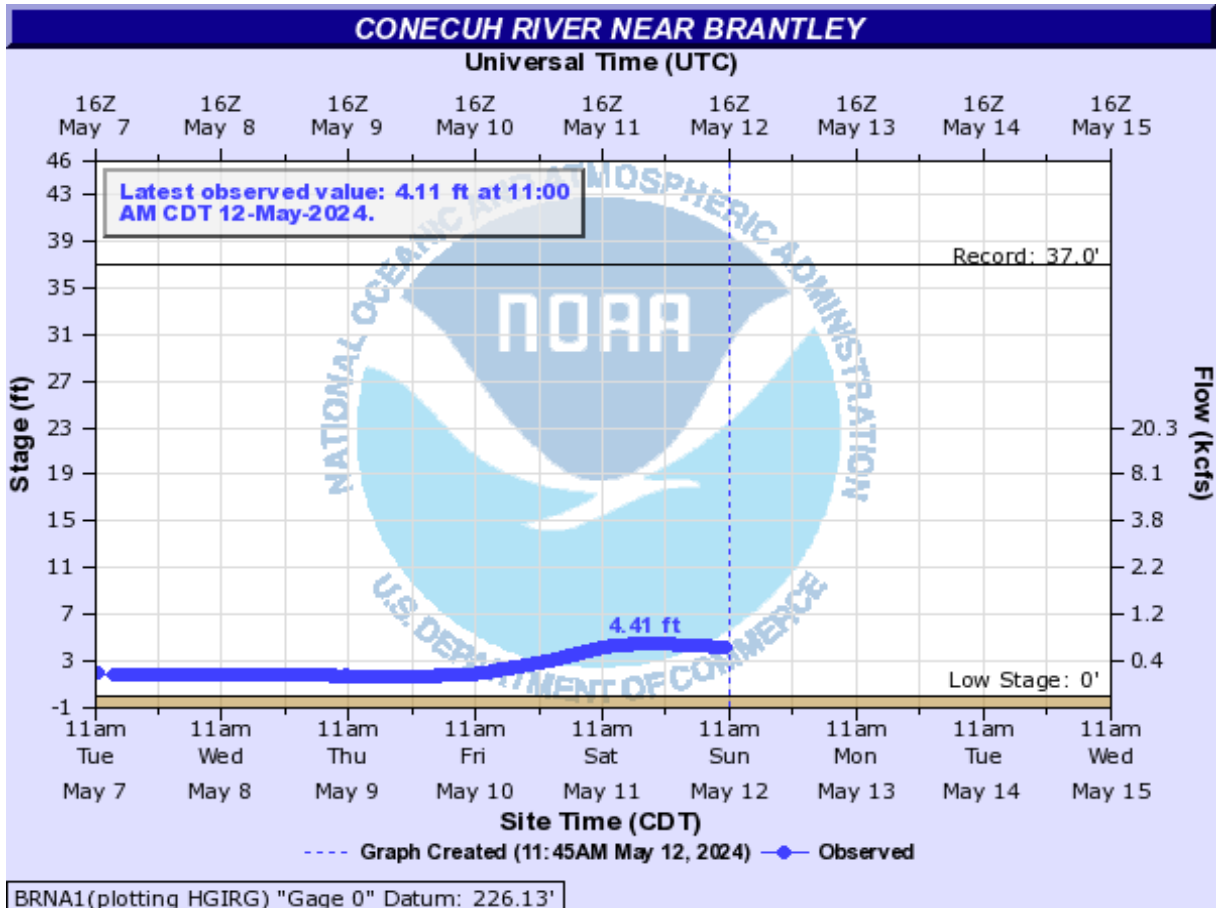 CONECUH RIVER NEAR BRANTLEY
Universal Time (UTC)
16Z 16Z 16Z 16Z 16Z 16Z 16Z 16Z 16Z
May 7 May 8 May 9 May 10 May 11 May 12 May 13 May 14 May 15
Latest observed value: 4.11 ft at 11:00
AM CDT 12-May-2024.
NATIONAL OCEANIC AND ATMOSPHERIC ADMINISTRATION
NOAA
U.S. DEPARTMENT OF COMMERCE
Record: 37.0'
Stage (ft)
46
43
39
35
31
27
23
19
15
11
7
3
-1
Flow (kcfs)
20.3
8.1
3.8
2.2
1.2
0.4
4.41 ft
Low Stage: 0'
11am 11am 11am 11am 11am 11am 11am 11am 11am
Tue Wed Thu Fri Sat Sun Mon Tue Wed
May 7 May 8 May 9 May 10 May 11 May 12 May 13 May 14 May 15
Site Time (CDT)
Graph Created (11:45AM May 12, 2024) Observed
BRNA1(plotting HGIRG) "Gage 0" Datum: 226.13'